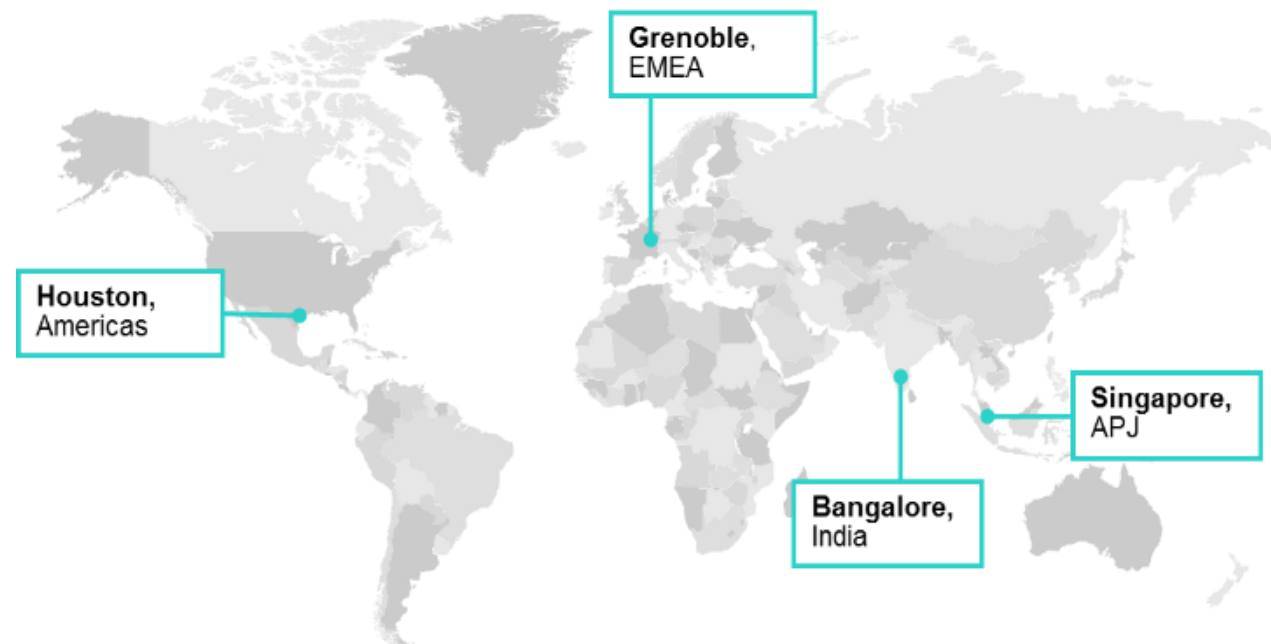 Grenoble,
EMEA
Houston,
Americas
Singapore,
APJ
Bangalore,
India